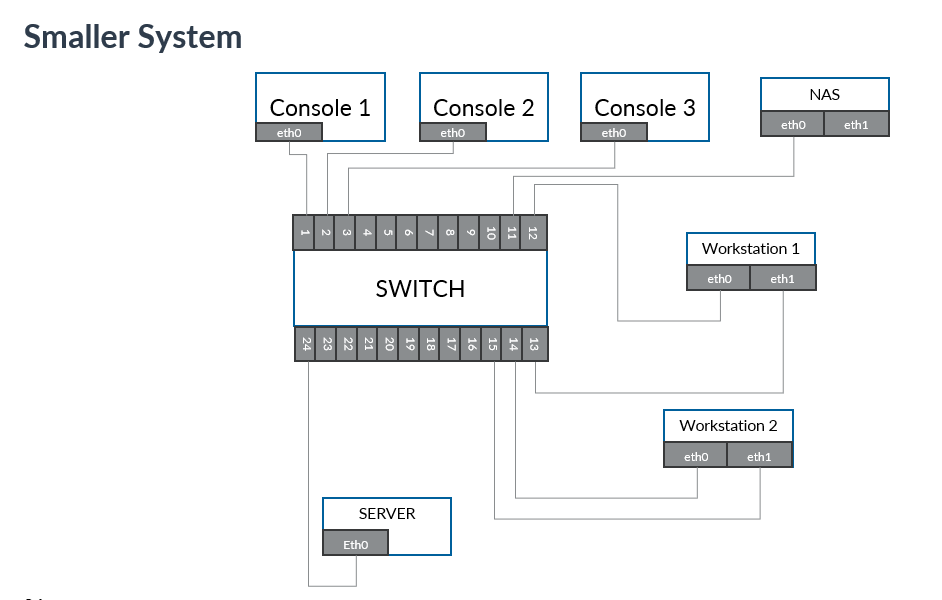 Smaller System
Console 1
eth0
Console 2
eth0
Console 3
eth0
NAS
eth0 eth1
1 2 3 4 5 6 7 8 9 10 11 12
SWITCH
24 23 22 21 20 19 18 17 16 15 14 13
Workstation 1
eth0 eth1
Workstation 2
eth0 eth1
SERVER
Eth0